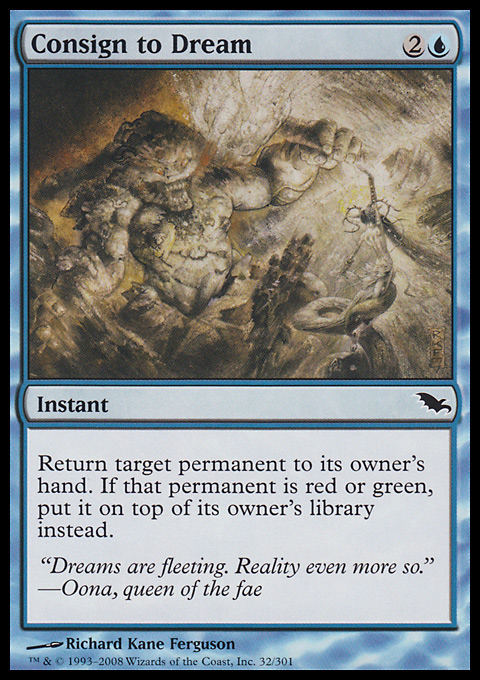 Consign to Dream 2
Instant
Return target permanent to its owner's
hand. If that permanent is red or green,
put it on top of its owner's library
instead.
“Dreams are fleeting. Reality even more so.”
—Oona, queen of the fae
Richard Kane Ferguson
™ & © 1993–2008 Wizards of the Coast, Inc. 32/301